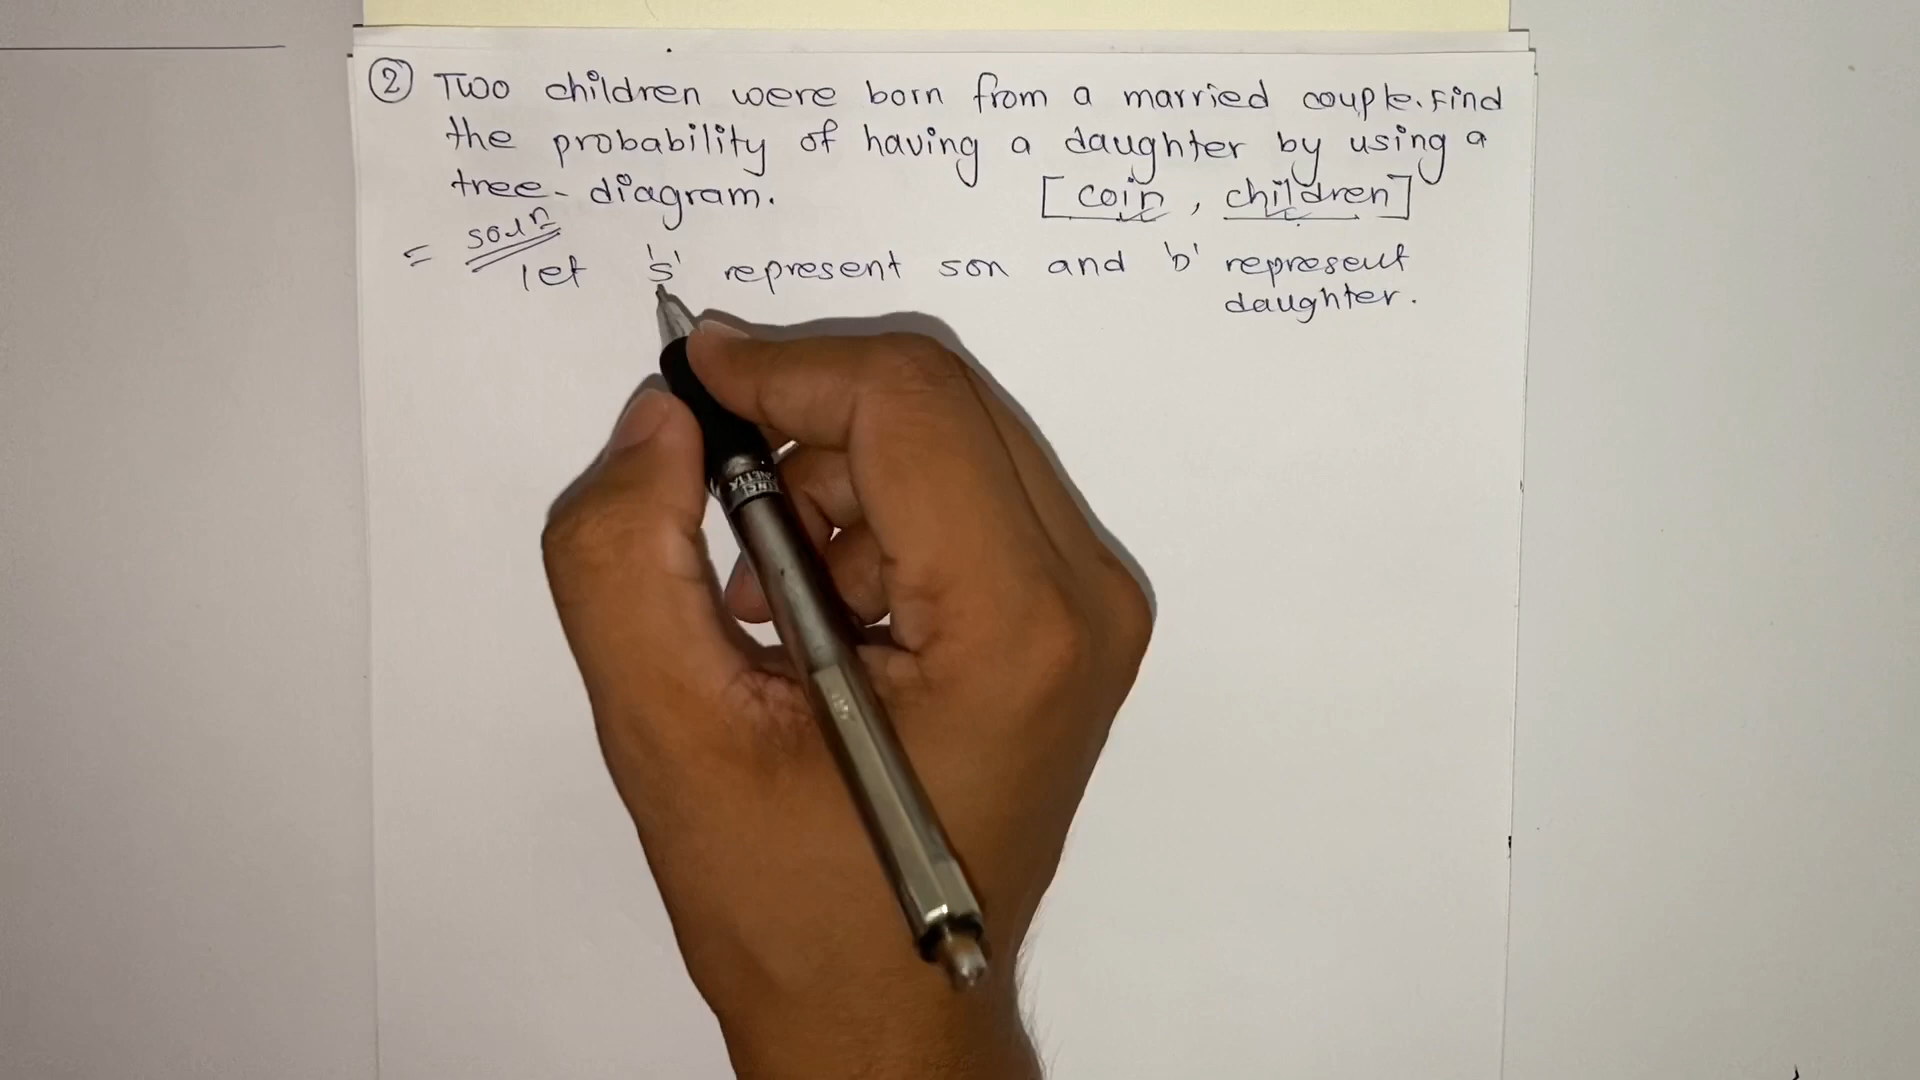 ② Two children were born from a married couple. Find
the probability of having a daughter by using a
tree-diagram. [coin, children]
= Solⁿ
let 's' represent son and 'D' represent
daughter.